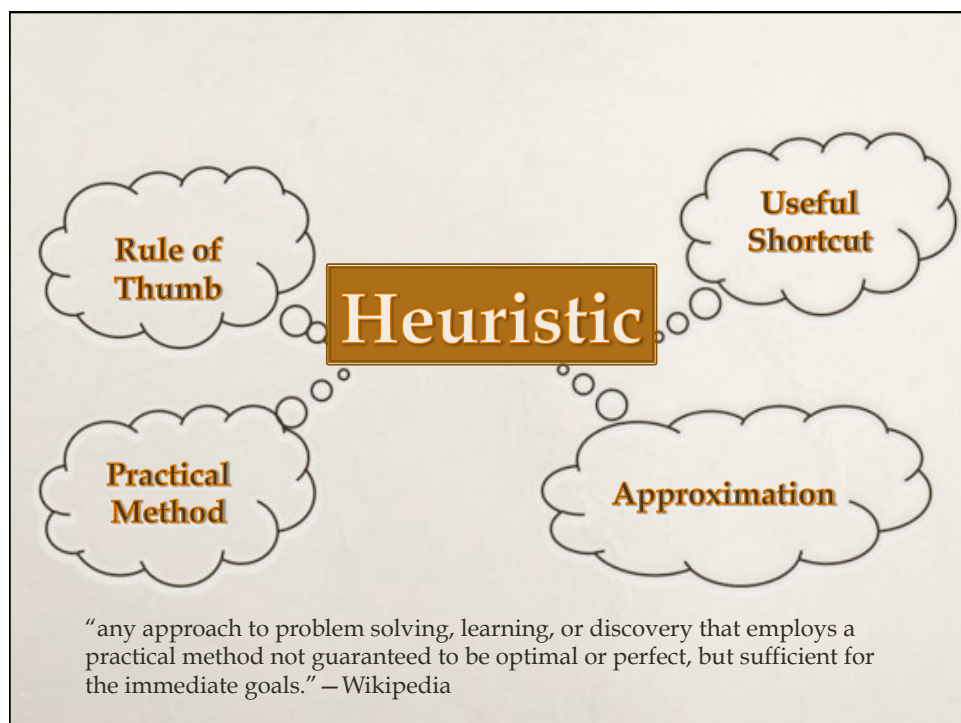 Rule of
Thumb
Useful
Shortcut
Heuristic
Practical
Method
Approximation
“any approach to problem solving, learning, or discovery that employs a
practical method not guaranteed to be optimal or perfect, but sufficient for
the immediate goals.” — Wikipedia